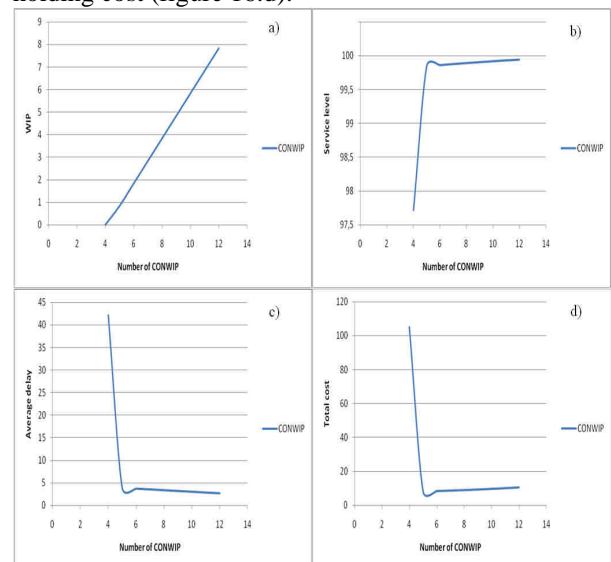 holding cost (figure 16.d).
a)
WIP
9
8
7
6
5
4
3
2
1
0
0 2 4 6 8 10 12 14
Number of CONWIP
CONWIP
b)
Service level
100
99,5
99
98,5
98
97,5
0 2 4 6 8 10 12 14
Number of CONWIP
CONWIP
c)
Average delay
45
40
35
30
25
20
15
10
5
0
0 2 4 6 8 10 12 14
Number of CONWIP
CONWIP
d)
Total cost
120
100
80
60
40
20
0
0 2 4 6 8 10 12 14
Number of CONWIP
CONWIP